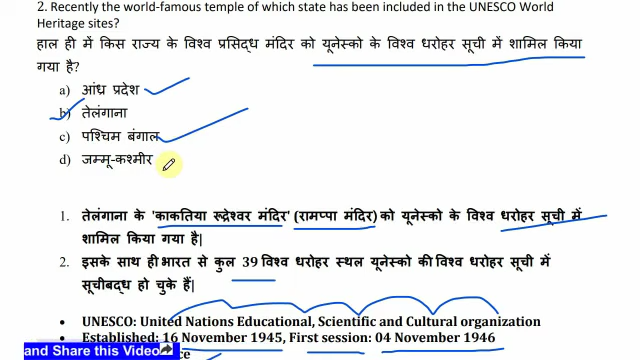 2. Recently the world-famous temple of which state has been included in the UNESCO World
Heritage sites?
हाल ही में किस राज्य के विश्व प्रसिद्ध मंदिर को यूनेस्को के विश्व धरोहर सूची में शामिल किया
गया है?
a) आंध्र प्रदेश
b) तेलंगाना
c) पश्चिम बंगाल
d) जम्मू-कश्मीर
1. तेलंगाना के 'काकतिया रुद्रेश्वर मंदिर' (रामप्पा मंदिर) को यूनेस्को के विश्व धरोहर सूची में
शामिल किया गया है|
2. इसके साथ ही भारत से कुल 39 विश्व धरोहर स्थल यूनेस्को की विश्व धरोहर सूची में
सूचीबद्ध हो चुके हैं|
• UNESCO: United Nations Educational, Scientific and Cultural organization
• Established: 16 November 1945, First session: 04 November 1946
and Share this Video